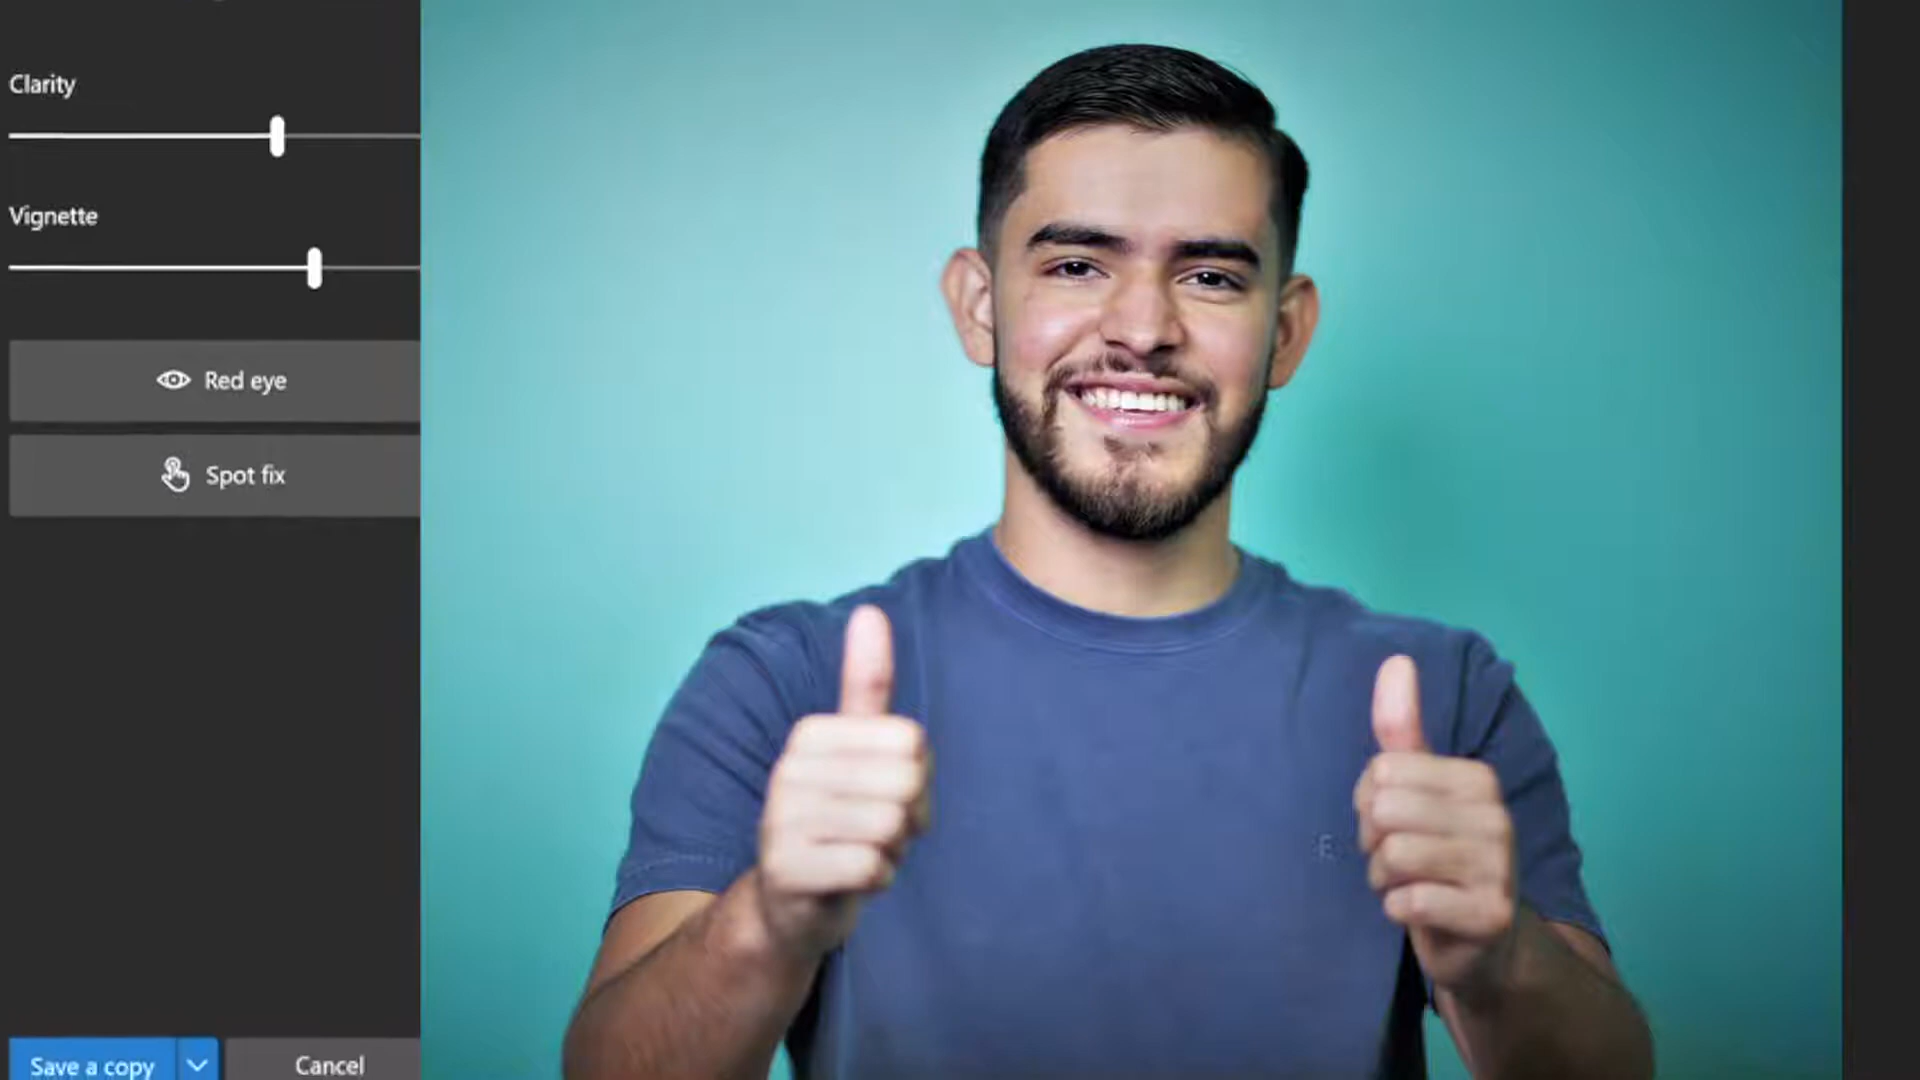 Clarity
Vignette
Red eye
Spot fix
Save a copy
Cancel